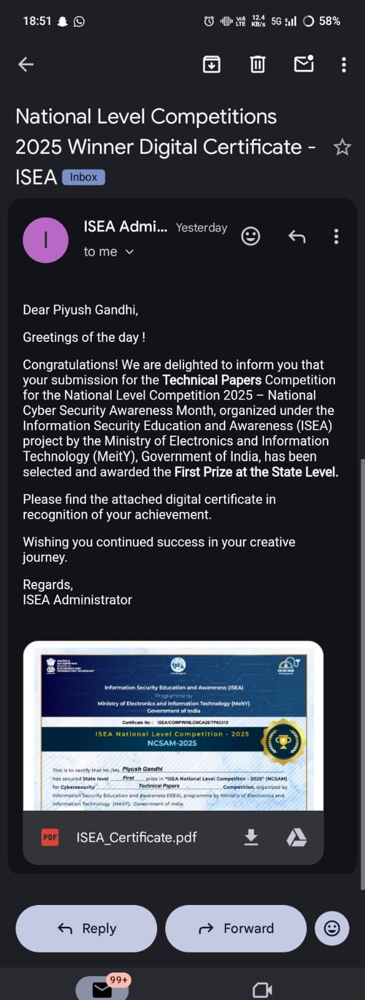 18:51
Vo)) LTE 12.4 KB/s 5G 58%
National Level Competitions
2025 Winner Digital Certificate -
ISEA Inbox
I
ISEA Admi... Yesterday
to me
Dear Piyush Gandhi,
Greetings of the day !
Congratulations! We are delighted to inform you that
your submission for the Technical Papers Competition
for the National Level Competition 2025 – National
Cyber Security Awareness Month, organized under the
Information Security Education and Awareness (ISEA)
project by the Ministry of Electronics and Information
Technology (MeitY), Government of India, has been
selected and awarded the First Prize at the State Level.
Please find the attached digital certificate in
recognition of your achievement.
Wishing you continued success in your creative
journey.
Regards,
ISEA Administrator
MINISTRY OF
ELECTRONICS AND
INFORMATION TECHNOLOGY
Information Security Education and Awareness (ISEA)
Programme by
Ministry of Electronics and Information Technology (MeitY)
Government of India
Certificate No : ISEA/COMPW/NLCNCA25/TP03315
ISEA National Level Competition - 2025
NCSAM-2025
This is to certify that Mr./Ms. Piyush Gandhi
has secured State level First prize in "ISEA National Level Competiton - 2025" (NCSAM)
for Cybersecurity Technical Papers Competition, organized by
Information Security Education and Awareness (ISEA), programme by Ministry of Electronics and
Information Technology (MeitY), Government of India.
PDF ISEA_Certificate.pdf
Reply Forward
99+